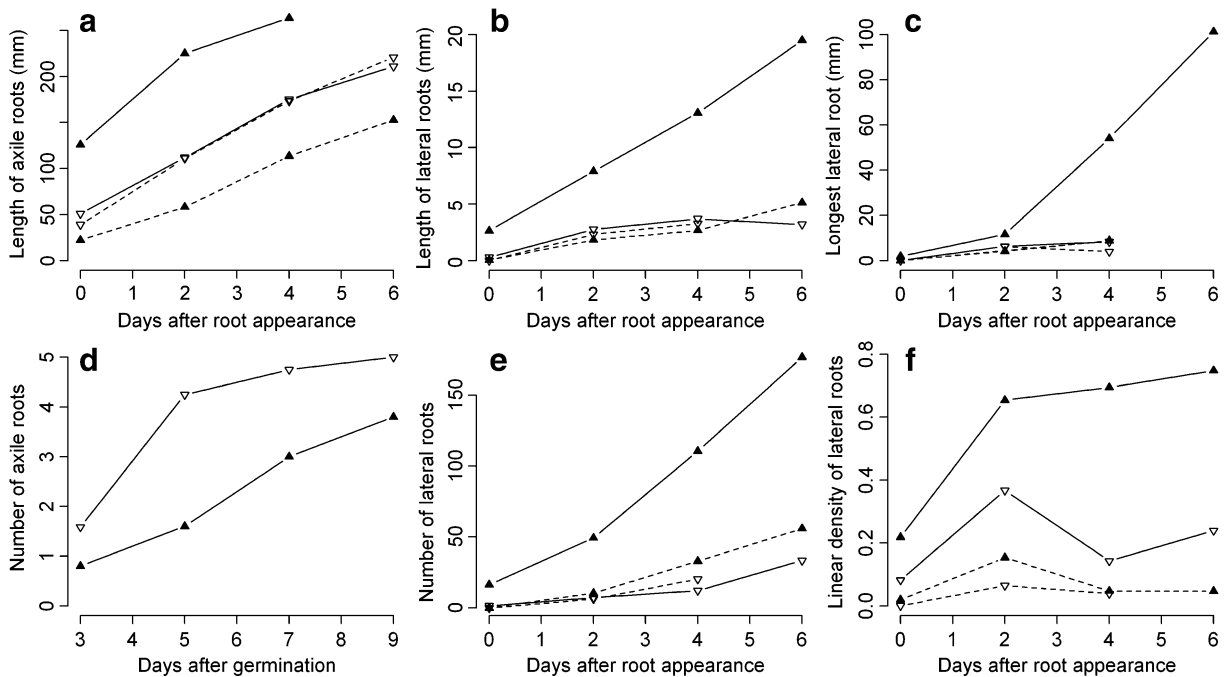 a
Length of axile roots (mm)
0 50 100 200
0 1 2 3 4 5 6
Days after root appearance
b
Length of lateral roots (mm)
0 5 10 15 20
0 1 2 3 4 5 6
Days after root appearance
c
Longest lateral root (mm)
0 20 40 60 80 100
0 1 2 3 4 5 6
Days after root appearance
d
Number of axile roots
0 1 2 3 4 5
3 4 5 6 7 8 9
Days after germination
e
Number of lateral roots
0 50 100 150
0 1 2 3 4 5 6
Days after root appearance
f
Linear density of lateral roots
0.0 0.2 0.4 0.6 0.8
0 1 2 3 4 5 6
Days after root appearance